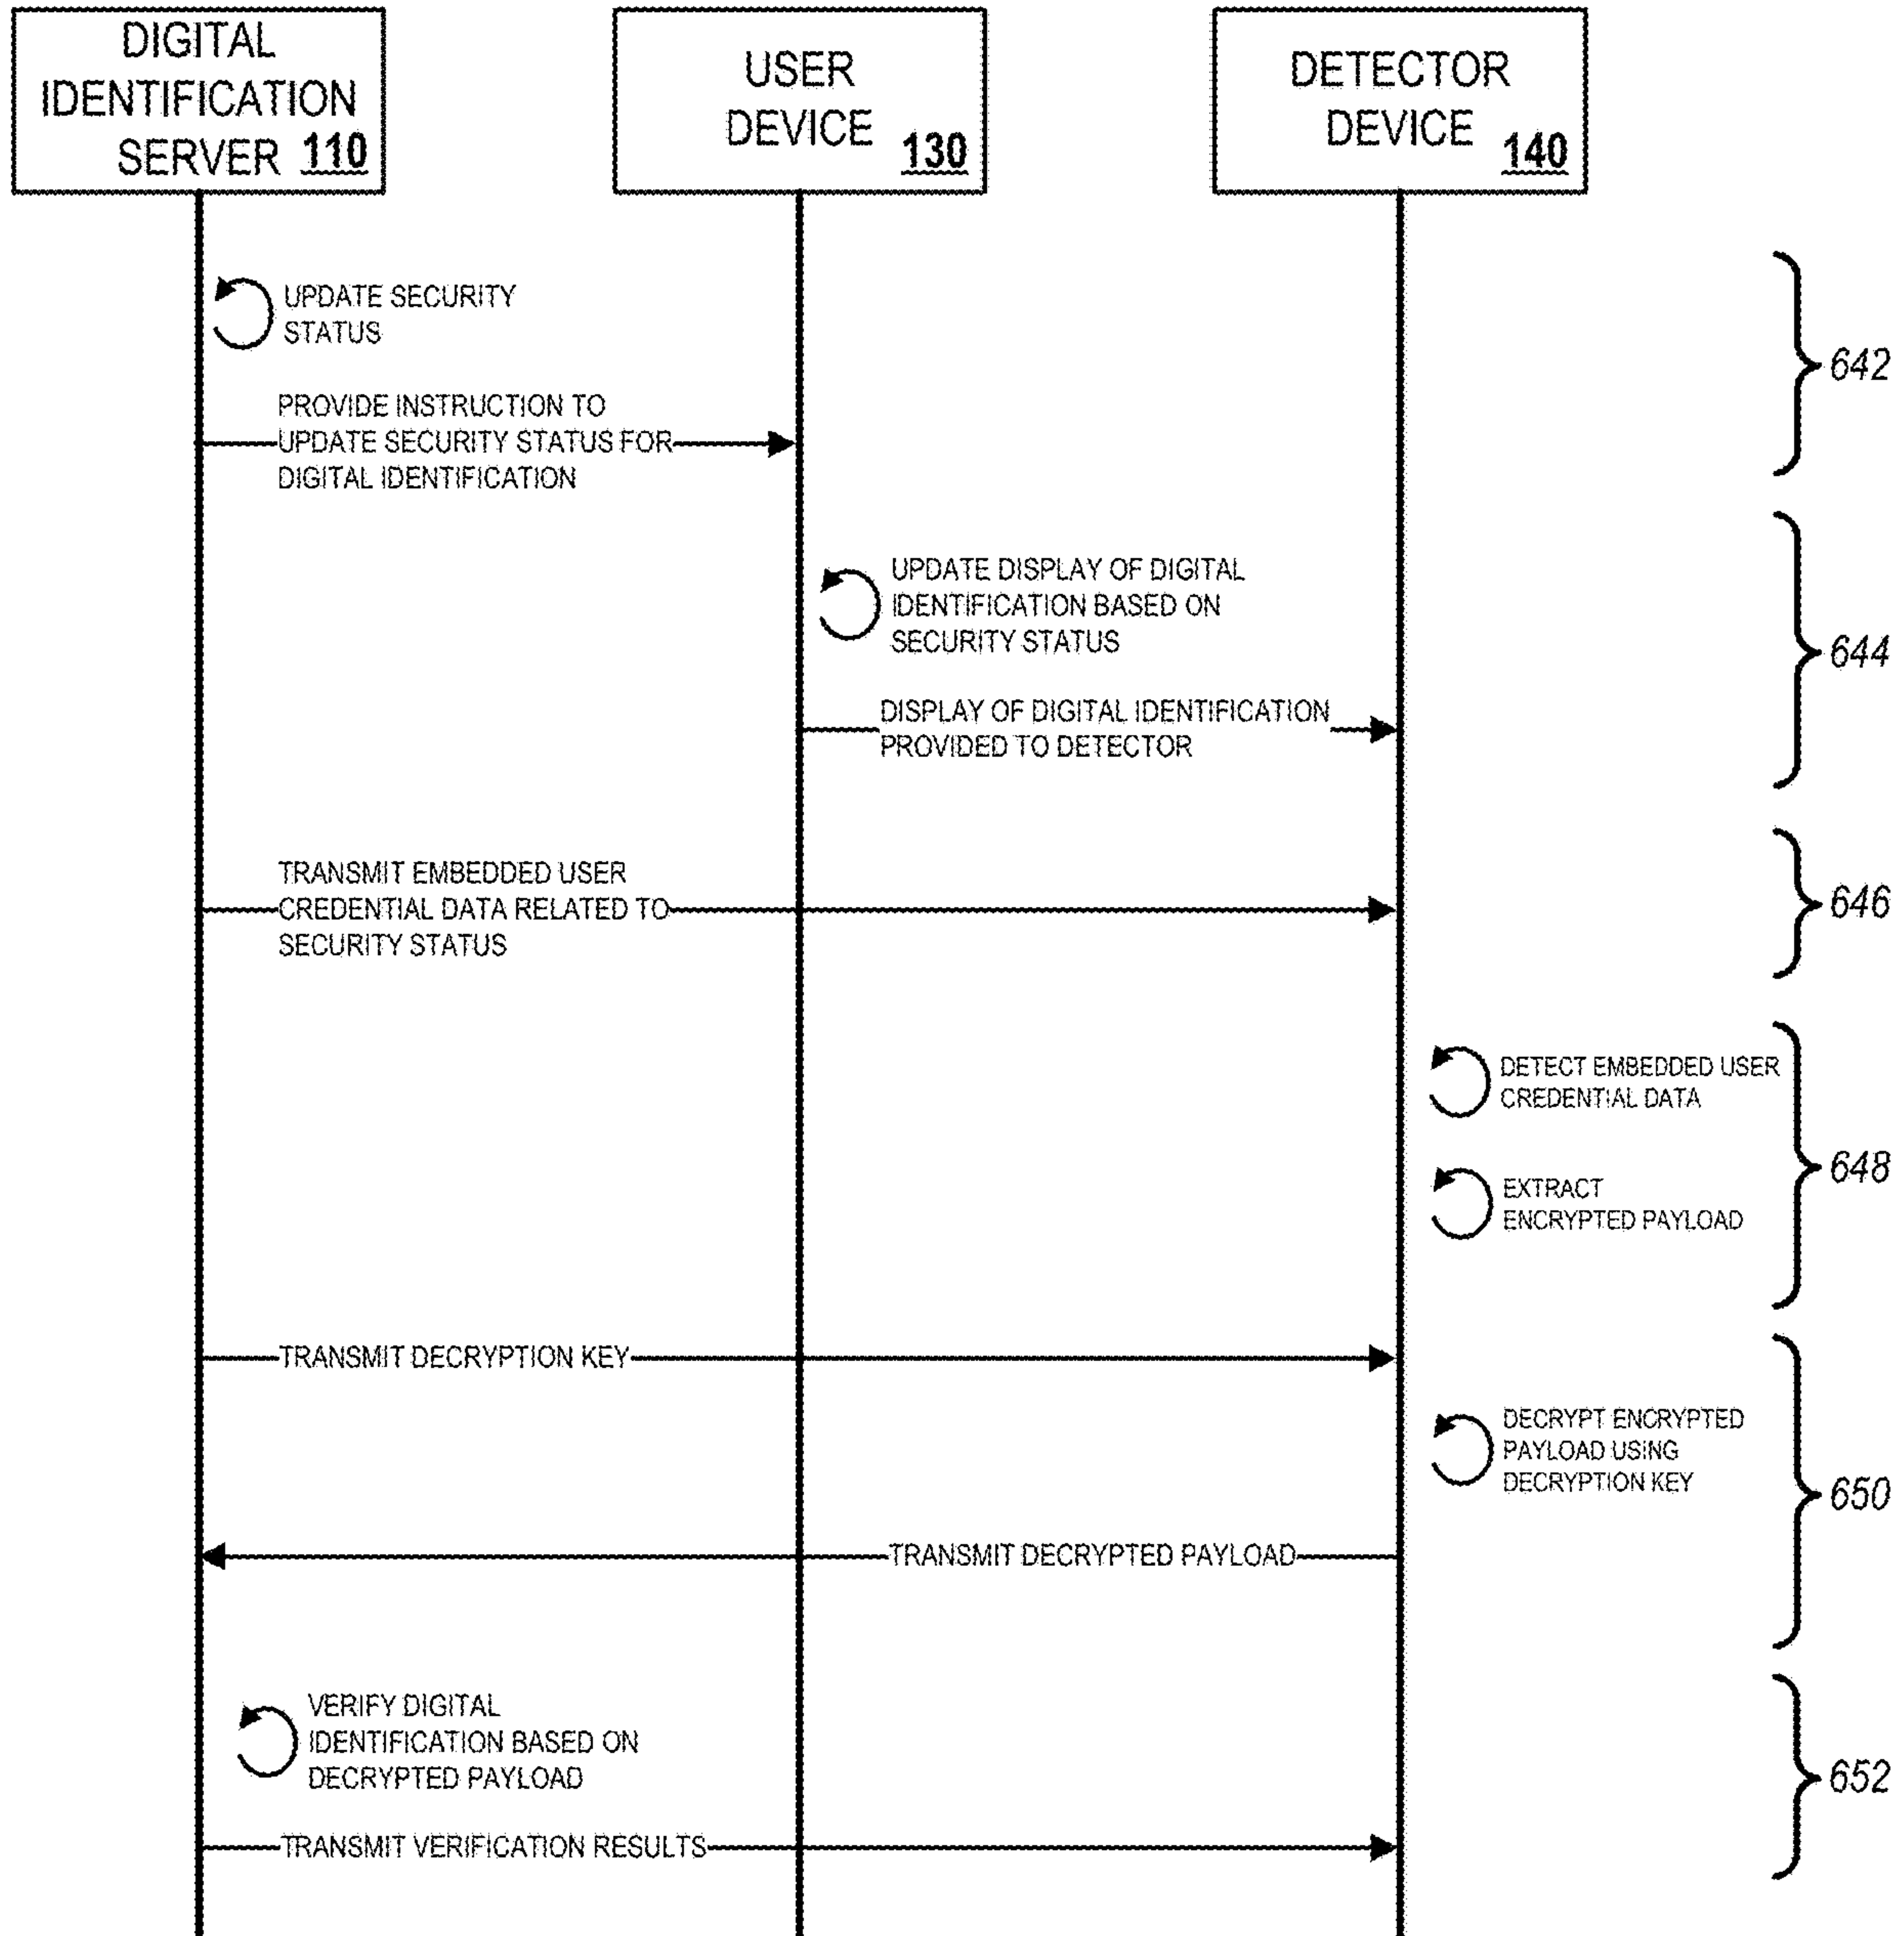 DIGITAL
IDENTIFICATION
SERVER 110
USER
DEVICE 130
DETECTOR
DEVICE 140
UPDATE SECURITY
STATUS
PROVIDE INSTRUCTION TO
UPDATE SECURITY STATUS FOR
DIGITAL IDENTIFICATION
642
UPDATE DISPLAY OF DIGITAL
IDENTIFICATION BASED ON
SECURITY STATUS
DISPLAY OF DIGITAL IDENTIFICATION
PROVIDED TO DETECTOR
644
TRANSMIT EMBEDDED USER
CREDENTIAL DATA RELATED TO
SECURITY STATUS
646
DETECT EMBEDDED USER
CREDENTIAL DATA
EXTRACT
ENCRYPTED PAYLOAD
648
TRANSMIT DECRYPTION KEY
DECRYPT ENCRYPTED
PAYLOAD USING
DECRYPTION KEY
TRANSMIT DECRYPTED PAYLOAD
650
VERIFY DIGITAL
IDENTIFICATION BASED ON
DECRYPTED PAYLOAD
TRANSMIT VERIFICATION RESULTS
652